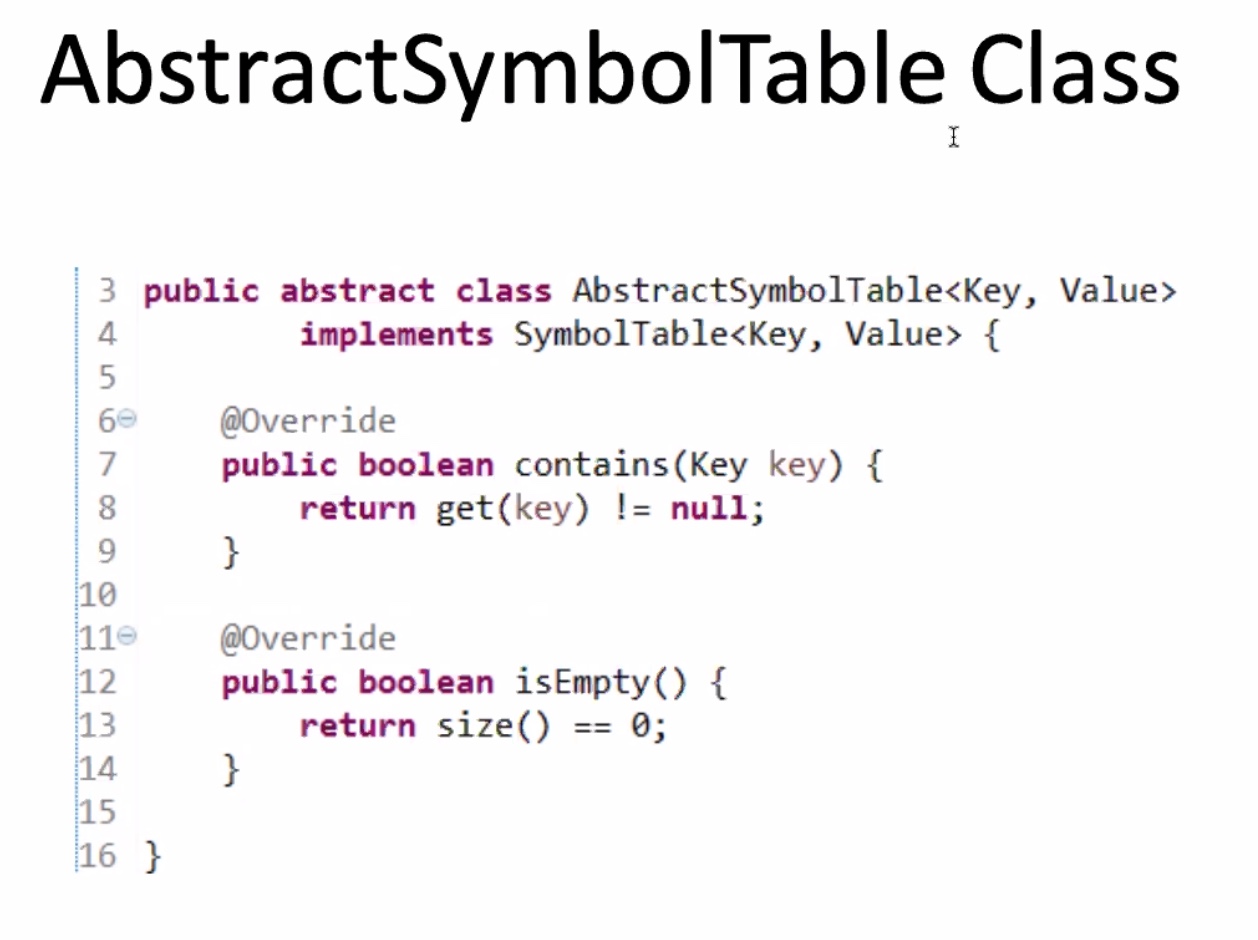 AbstractSymbolTable Class
3 public abstract class AbstractSymbolTable<Key, Value>
4 implements SymbolTable<Key, Value> {
5
6 @Override
7 public boolean contains(Key key) {
8 return get(key) != null;
9 }
10
11 @Override
12 public boolean isEmpty() {
13 return size() == 0;
14 }
15
16 }